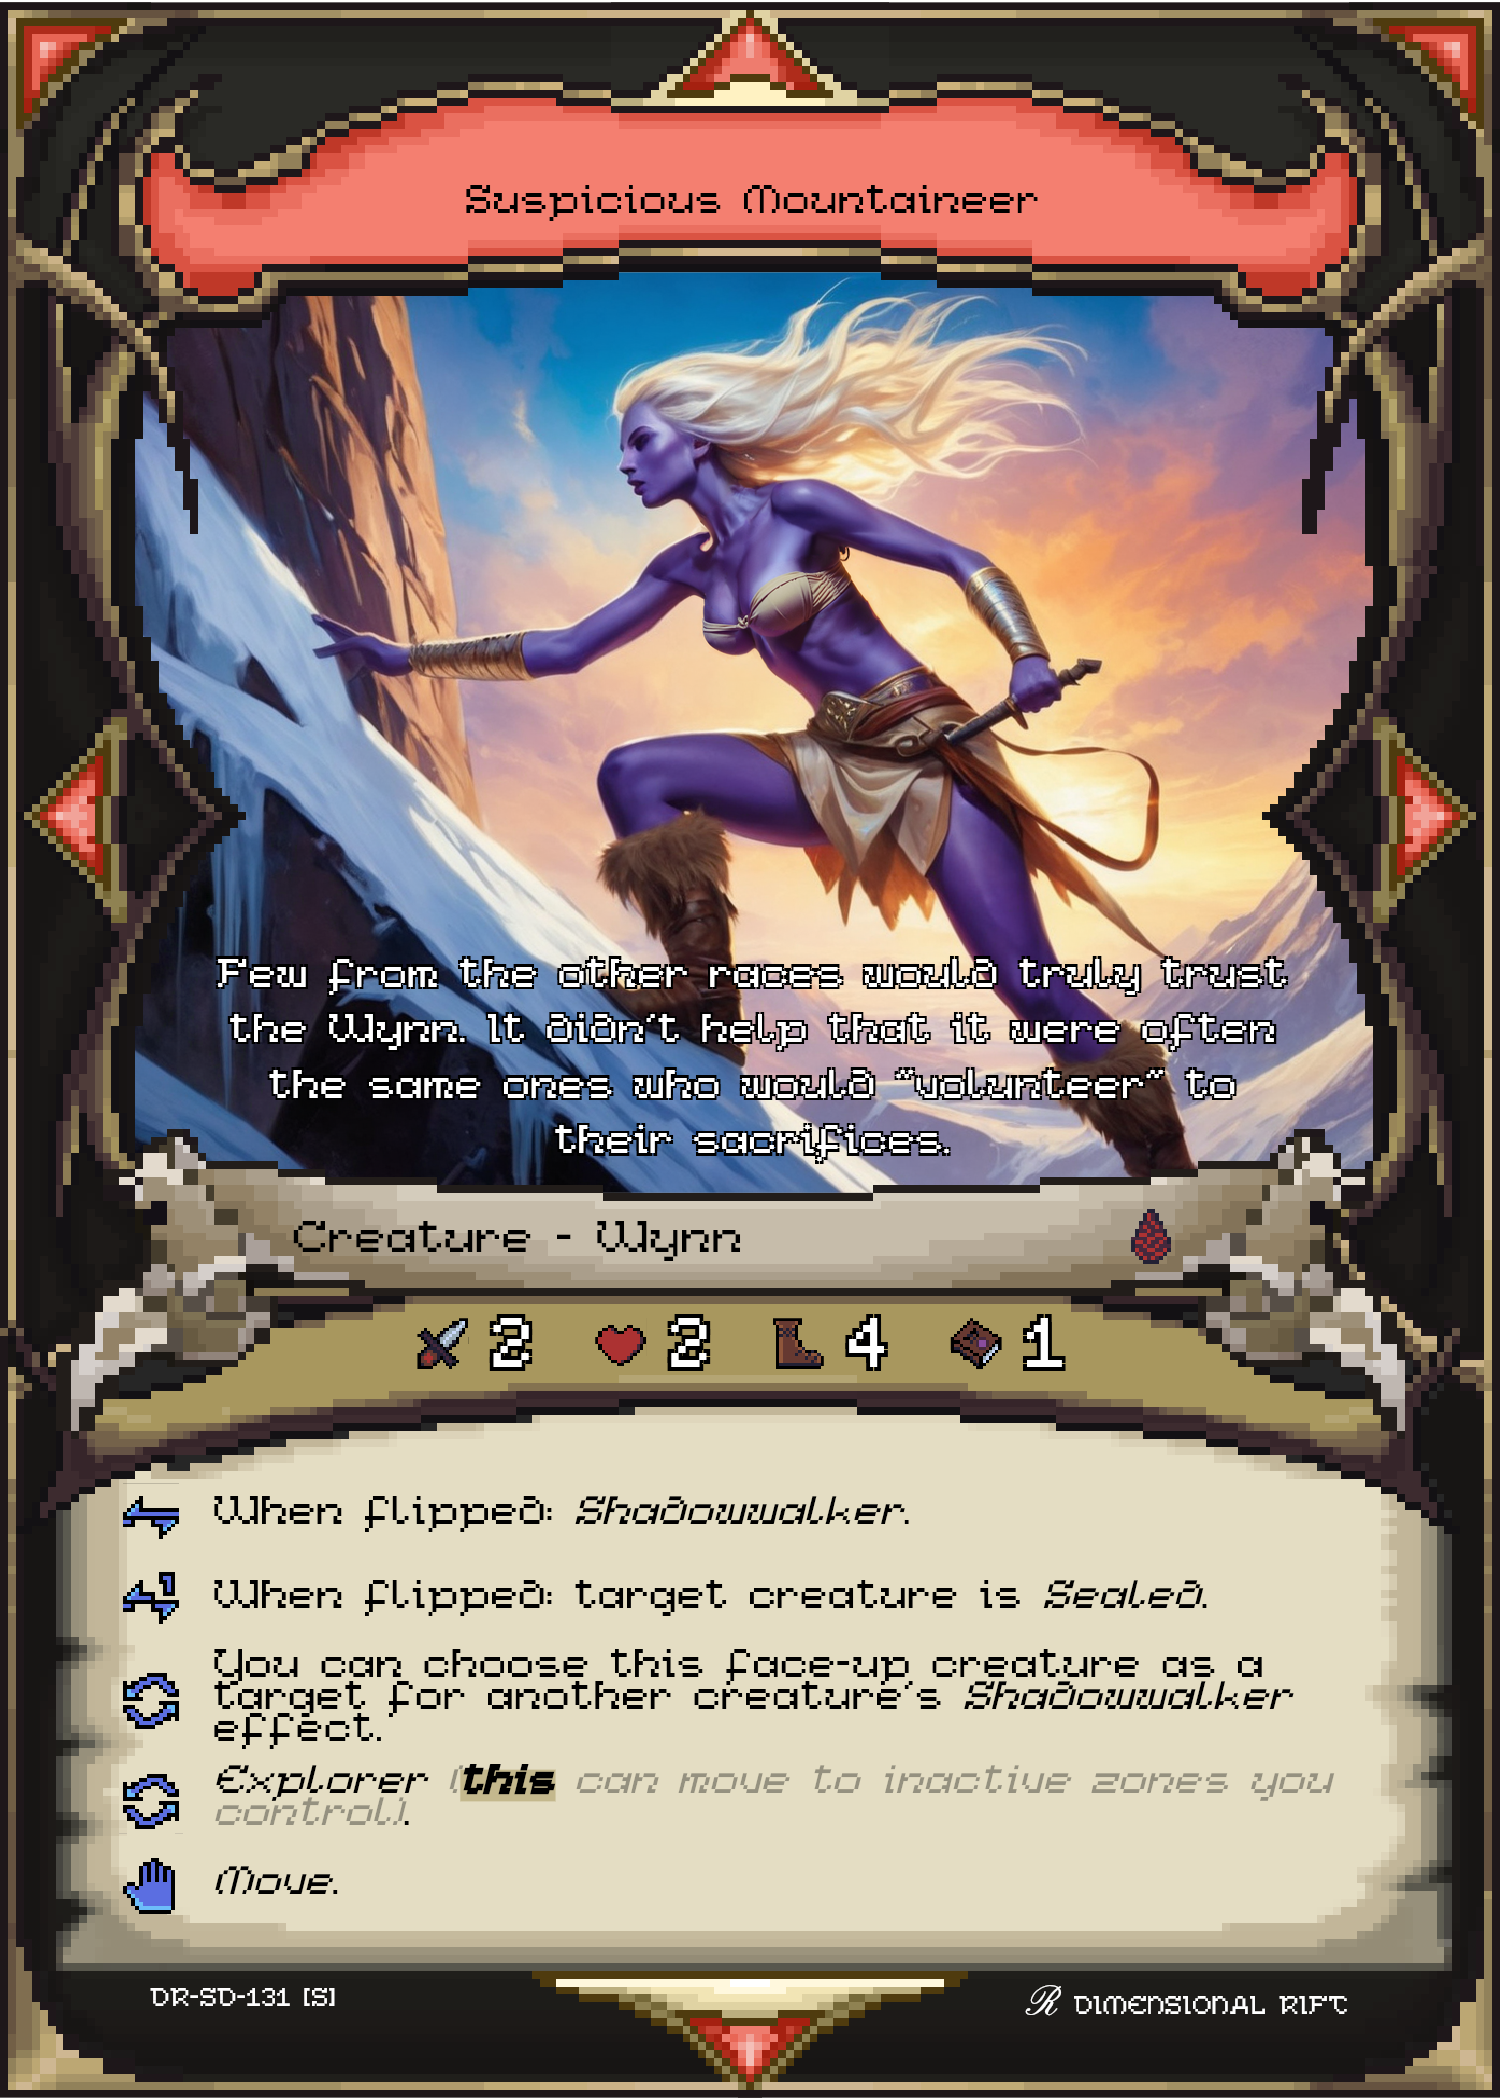 Suspicious Mountaineer
Few from the other races would truly trust
the Wynn. It didn't help that it were often
the same ones who would "volunteer" to
their sacrifices.
Creature - Wynn
2 2 4 1
When flipped: Shadowwalker.
1
When flipped: target creature is Sealed.
You can choose this face-up creature as a
target for another creature's Shadowwalker
effect.
Explorer (this can move to inactive zones you
control).
Move.
DR-SD-131 [S]
R DIMENSIONAL RIFT